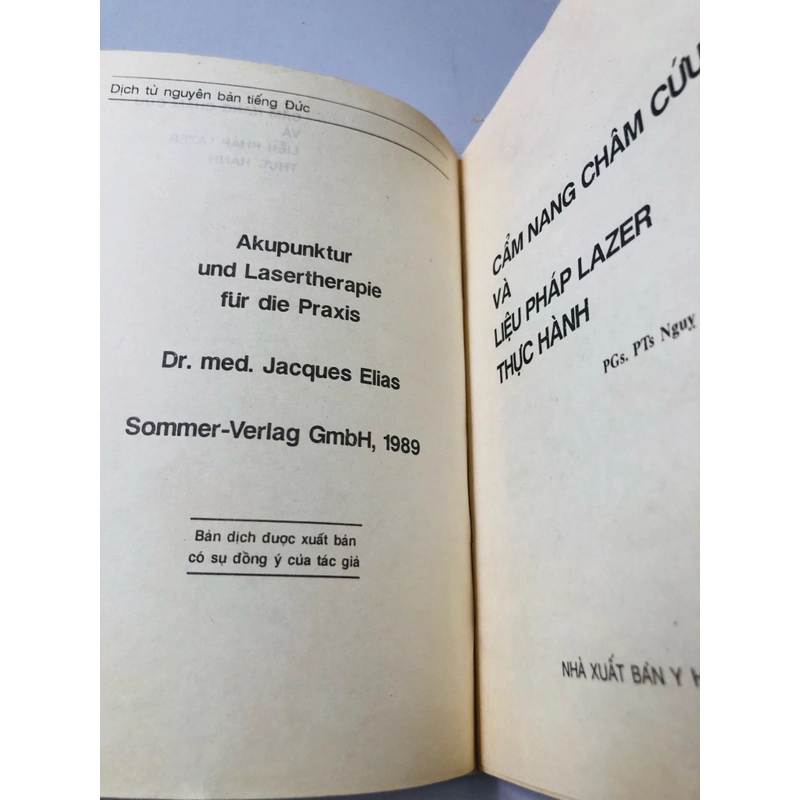 Dịch từ nguyên bản tiếng Đức
Akupunktur
und Lasertherapie
für die Praxis
Dr. med. Jacques Elias
Sommer-Verlag GmbH, 1989
Bản dịch được xuất bản
có sự đồng ý của tác giả
CẨM NANG CHÂM CỨU
VÀ
LIỆU PHÁP LAZER
THỰC HÀNH
PGs. PTs Nguy
NHÀ XUẤT BẢN Y